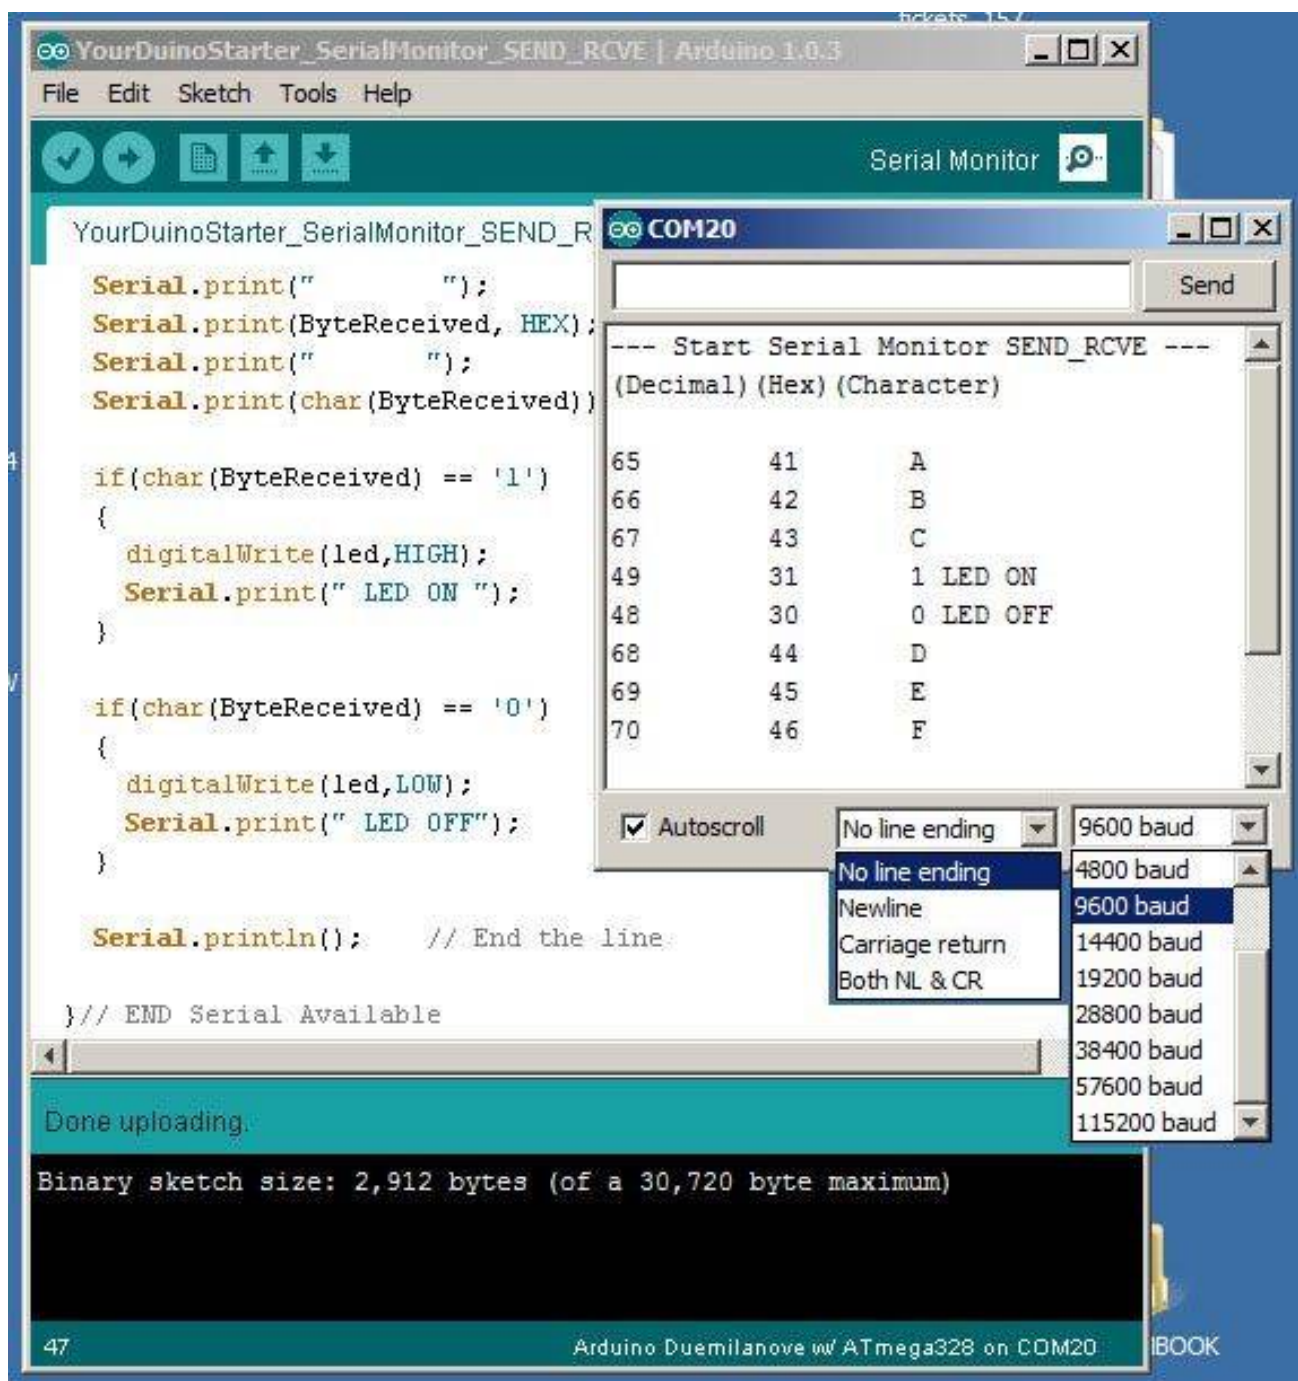 tickets 157
YourDuinoStarter_SerialMonitor_SEND_RCVE | Arduino 1.0.3
File Edit Sketch Tools Help
Serial Monitor
YourDuinoStarter_SerialMonitor_SEND_R
Serial.print("        ");
Serial.print(ByteReceived, HEX);
Serial.print("       ");
Serial.print(char(ByteReceived))
if(char(ByteReceived) == '1')
{
digitalWrite(led,HIGH);
Serial.print(" LED ON ");
}
if(char(ByteReceived) == '0')
{
digitalWrite(led,LOW);
Serial.print(" LED OFF");
}
Serial.println();    // End the line
}// END Serial Available
COM20
Send
--- Start Serial Monitor SEND_RCVE ---
(Decimal)(Hex)(Character)
65 41 A
66 42 B
67 43 C
49 31 1 LED ON
48 30 0 LED OFF
68 44 D
69 45 E
70 46 F
Autoscroll
No line ending
9600 baud
No line ending
Newline
Carriage return
Both NL & CR
4800 baud
9600 baud
14400 baud
19200 baud
28800 baud
38400 baud
57600 baud
115200 baud
Done uploading.
Binary sketch size: 2,912 bytes (of a 30,720 byte maximum)
47
Arduino Duemilanove w/ ATmega328 on COM20